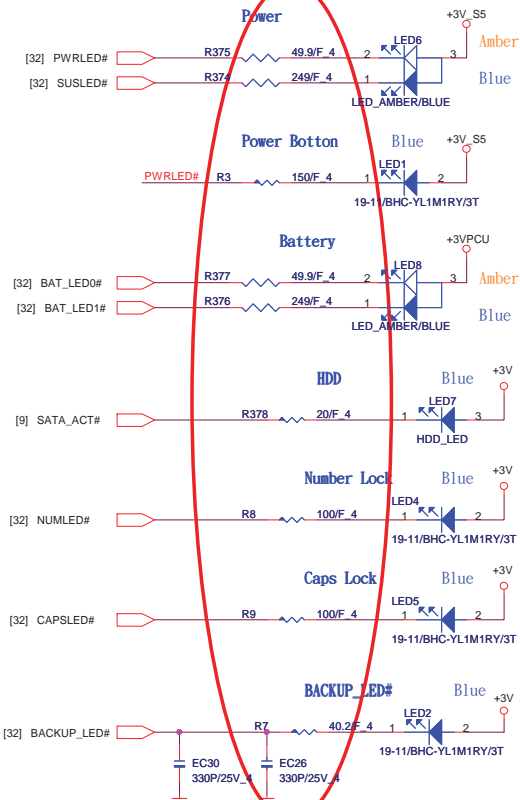 Power
+3V_S5
[32] PWRLED# R375 49.9/F_4 2 LED6 3 Amber
[32] SUSLED# R374 249/F_4 1 Blue
LED_AMBER/BLUE
Power Botton Blue +3V_S5
PWRLED# R3 150/F_4 1 LED1 2
19-11/BHC-YL1M1RY/3T
Battery +3VPCU
[32] BAT_LED0# R377 49.9/F_4 2 LED8 3 Amber
[32] BAT_LED1# R376 249/F_4 1 Blue
LED_AMBER/BLUE
HDD Blue +3V
[9] SATA_ACT# R378 20/F_4 1 LED7 3
HDD_LED
Number Lock Blue +3V
[32] NUMLED# R8 100/F_4 1 LED4 2
19-11/BHC-YL1M1RY/3T
Caps Lock Blue +3V
[32] CAPSLED# R9 100/F_4 1 LED5 2
19-11/BHC-YL1M1RY/3T
BACKUP_LED# Blue +3V
[32] BACKUP_LED# R7 40.2/F_4 1 LED2 2
19-11/BHC-YL1M1RY/3T
EC30 EC26
330P/25V_4 330P/25V_4